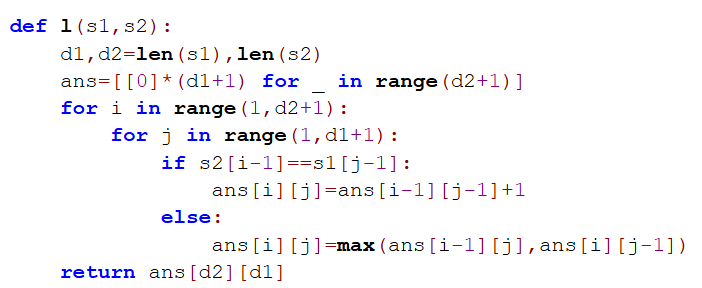 def l(s1,s2):
    d1,d2=len(s1),len(s2)
    ans=[[0]*(d1+1) for _ in range(d2+1)]
    for i in range(1,d2+1):
        for j in range(1,d1+1):
            if s2[i-1]==s1[j-1]:
                ans[i][j]=ans[i-1][j-1]+1
            else:
                ans[i][j]=max(ans[i-1][j],ans[i][j-1])
    return ans[d2][d1]